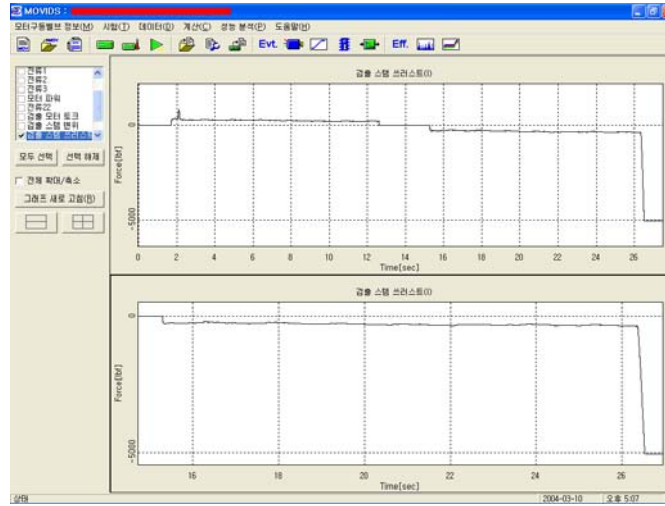 MOVIDS :
모터구동밸브 정보(M) 시험(T) 데이터(D) 계산(C) 성능 분석(P) 도움말(H)
Evt. Eff.
전류1
전류2
전류3
모터 파워
전류22
검출 모터 토크
검출 스템 변위
검출 스템 쓰러스트
모두 선택 선택 해제
전체 확대/축소
그래프 새로 고침(R)
검출 스템 쓰러스트(I)
Force[lbf]
0
-5000
0 2 4 6 8 10 12 14 16 18 20 22 24 26
Time[sec]
검출 스템 쓰러스트(I)
Force[lbf]
0
-5000
16 18 20 22 24 26
Time[sec]
상태 2004-03-10 오후 5:07